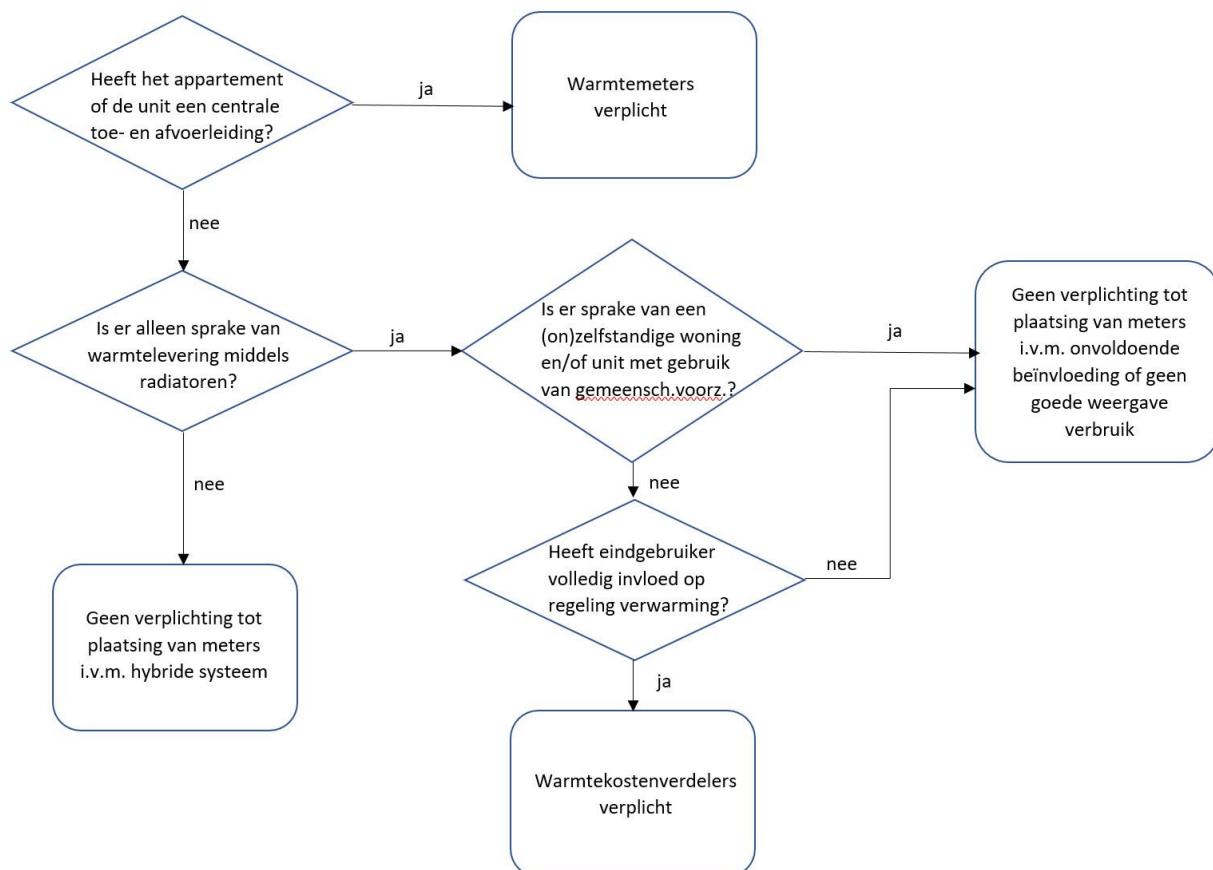 Heeft het appartement
of de unit een centrale
toe- en afvoerleiding?
ja
Warmtemeters
verplicht
nee
Is er alleen sprake van
warmtelevering middels
radiatoren?
ja
Is er sprake van een
(on)zelfstandige woning
en/of unit met gebruik
van gemeensch.voorz.?
ja
Geen verplichting tot
plaatsing van meters
i.v.m. onvoldoende
beïnvloeding of geen
goede weergave
verbruik
nee
nee
Heeft eindgebruiker
volledig invloed op
regeling verwarming?
nee
Geen verplichting tot
plaatsing van meters
i.v.m. hybride systeem
ja
Warmtekostenverdelers
verplicht